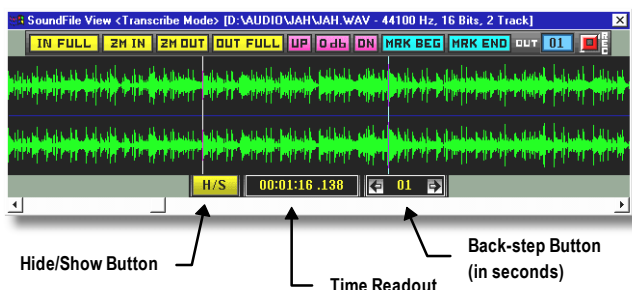 SoundFile View <Transcribe Mode> [D:\AUDIO\JAH\JAH.WAV - 44100 Hz, 16 Bits, 2 Track]
IN FULL ZM IN ZM OUT OUT FULL UP 0 db DN MRK BEG MRK END OUT 01 REC
H/S 00:01:16 .138 01
Hide/Show Button
Time Readout
Back-step Button
(in seconds)